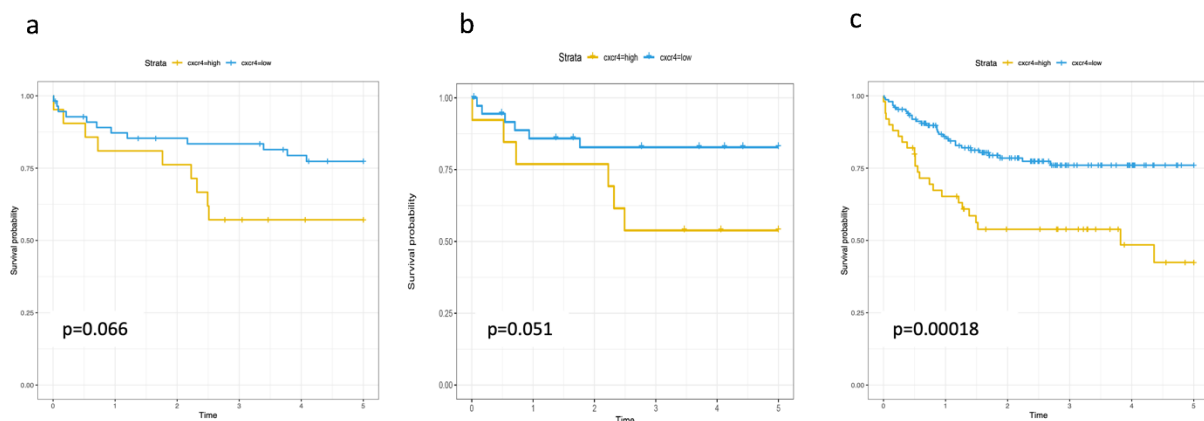 a
Strata cxcr4=high cxcr4=low
1.00
0.75
0.50
0.25
0.00
Survival probability
p=0.066
0 1 2 3 4 5
Time
b
Strata cxcr4=high cxcr4=low
1.00
0.75
0.50
0.25
0.00
Survival probability
p=0.051
0 1 2 3 4 5
Time
c
Strata cxcr4=high cxcr4=low
1.00
0.75
0.50
0.25
0.00
Survival probability
p=0.00018
0 1 2 3 4 5
Time